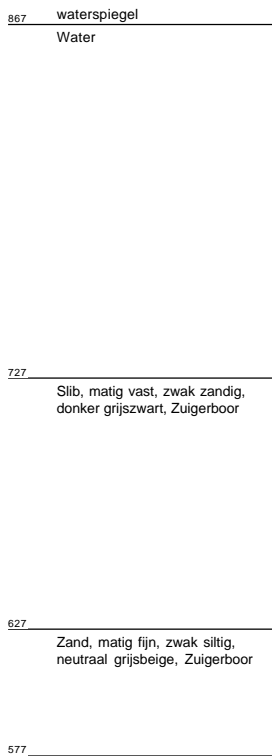 867 waterspiegel
Water
727
Slib, matig vast, zwak zandig,
donker grijszwart, Zuigerboor
627
Zand, matig fijn, zwak siltig,
neutraal grijsbeige, Zuigerboor
577